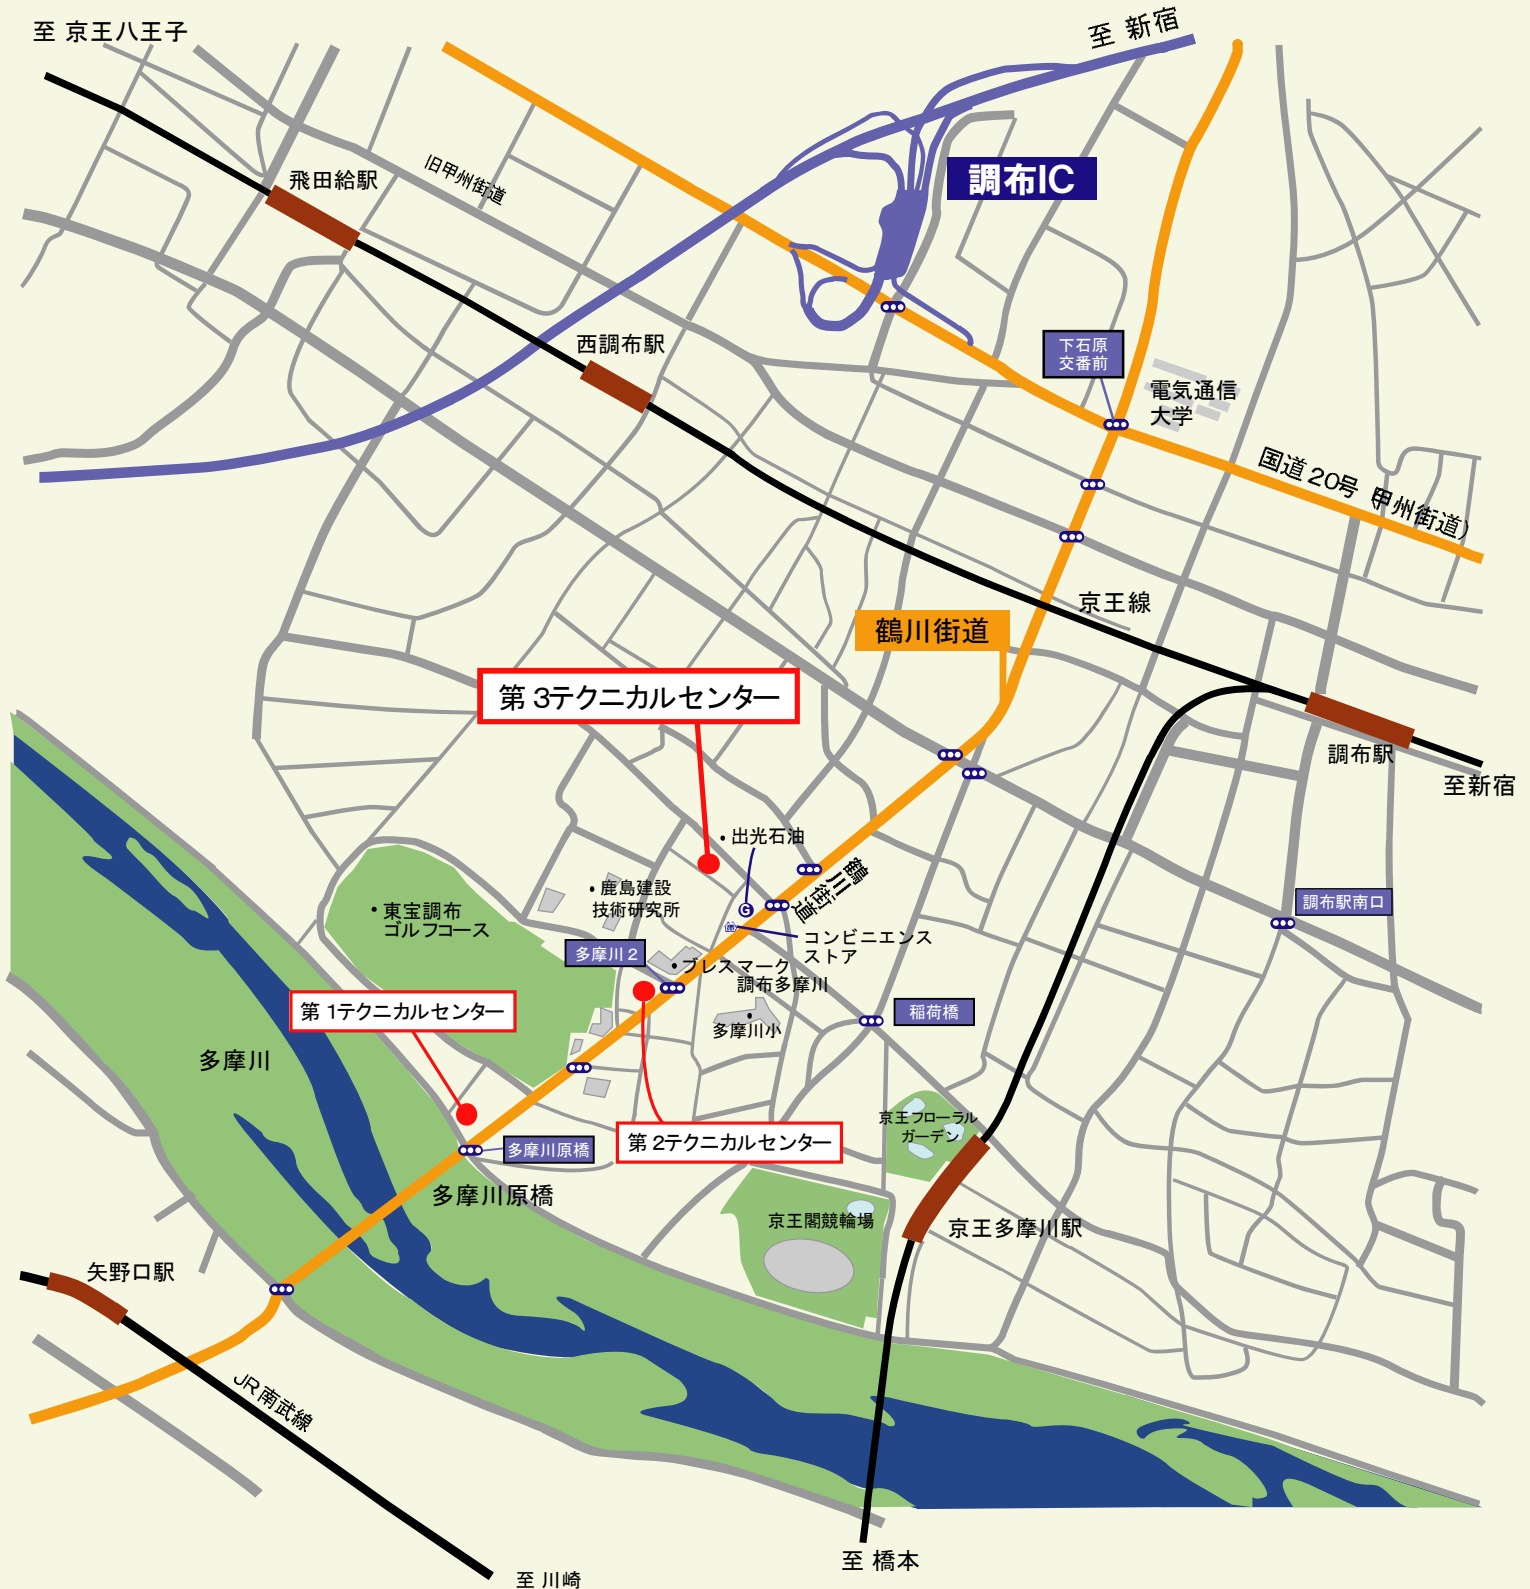 至 京王八王子
至 新宿
調布IC
飛田給駅
旧甲州街道
西調布駅
下石原
交番前
電気通信
大学
国道20号（甲州街道）
京王線
鶴川街道
第3テクニカルセンター
調布駅
至新宿
・出光石油
鶴川街道
・鹿島建設
技術研究所
G
調布駅南口
・東宝調布
ゴルフコース
コンビニエンス
ストア
多摩川2
・ブレスマーク
調布多摩川
第1テクニカルセンター
稲荷橋
多摩川小
多摩川
京王フローラル
ガーデン
第2テクニカルセンター
多摩川原橋
多摩川原橋
京王閣競輪場
京王多摩川駅
矢野口駅
JR南武線
至 橋本
至 川崎